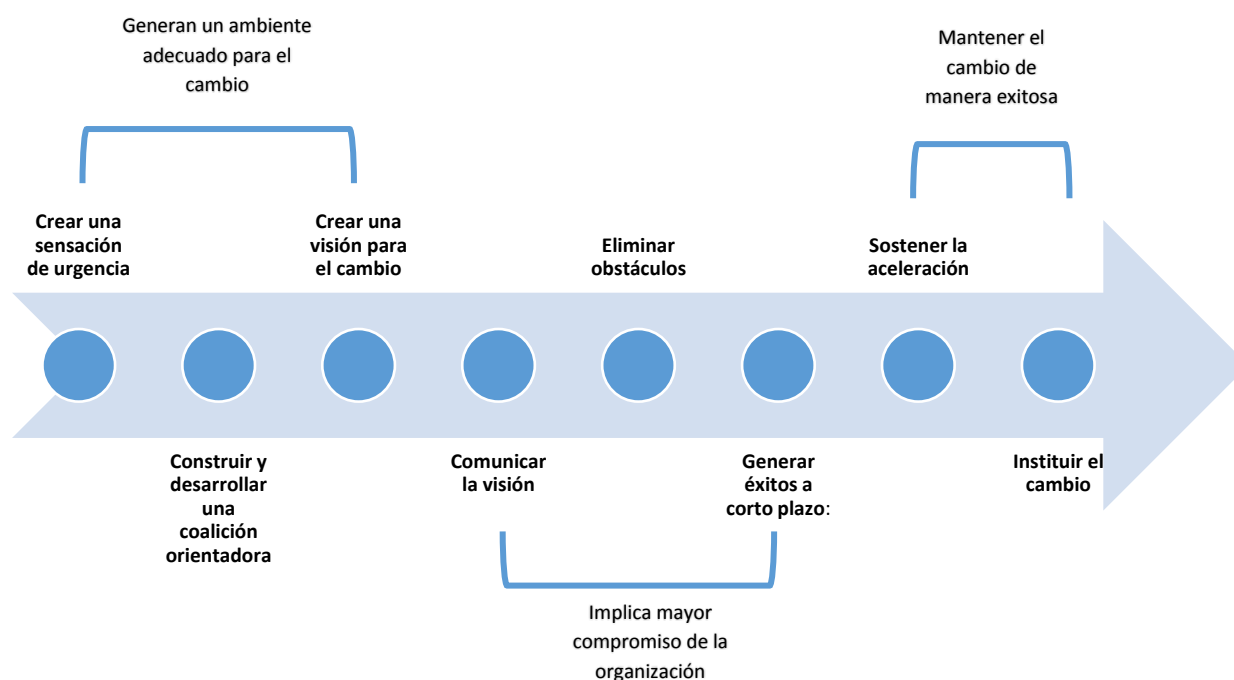 Generan un ambiente
adecuado para el
cambio
Mantener el
cambio de
manera exitosa
Crear una
sensación
de urgencia
Crear una
visión para
el cambio
Eliminar
obstáculos
Sostener la
aceleración
Construir y
desarrollar
una
coalición
orientadora
Comunicar
la visión
Generar
éxitos a
corto plazo:
Instituir el
cambio
Implica mayor
compromiso de la
organización